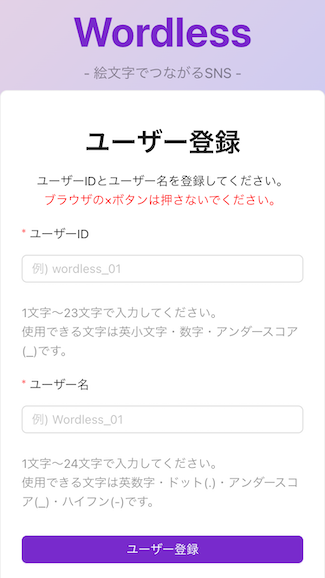 Wordless
- 絵文字でつながるSNS -
ユーザー登録
ユーザーIDとユーザー名を登録してください。
ブラウザの×ボタンは押さないでください。
* ユーザーID
例) wordless_01
1文字〜23文字で入力してください。
使用できる文字は英小文字・数字・アンダースコア
(_)です。
* ユーザー名
例) Wordless_01
1文字〜24文字で入力してください。
使用できる文字は英数字・ドット(.)・アンダースコ
ア(_)・ハイフン(-)です。
ユーザー登録